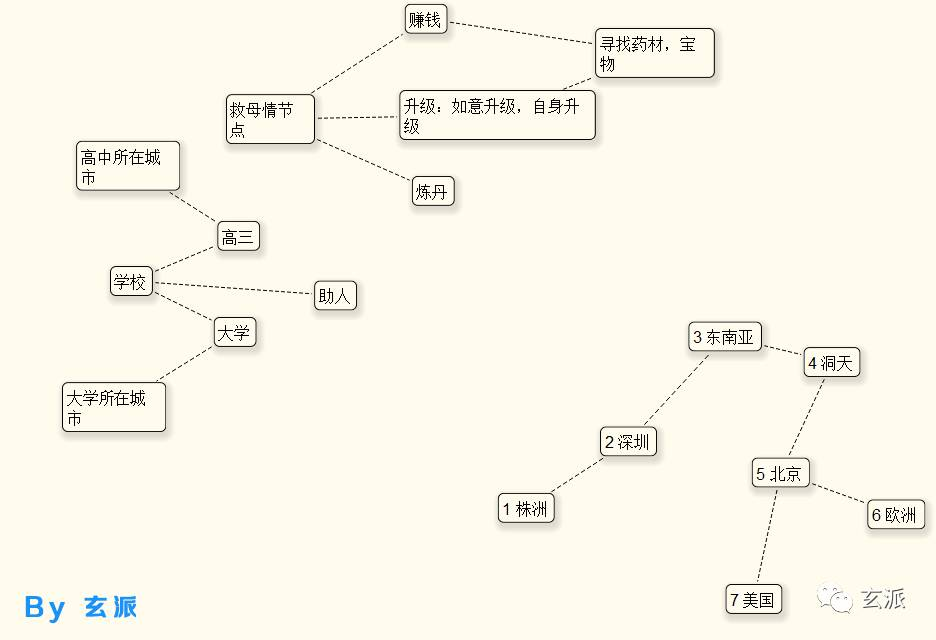 赚钱
寻找药材，宝
物
救母情节
点
升级：如意升级，自身升
级
高中所在城
市
炼丹
高三
学校
助人
大学
大学所在城
市
3 东南亚
4 洞天
2 深圳
5 北京
1 株洲
6 欧洲
7 美国
By 玄派
玄派